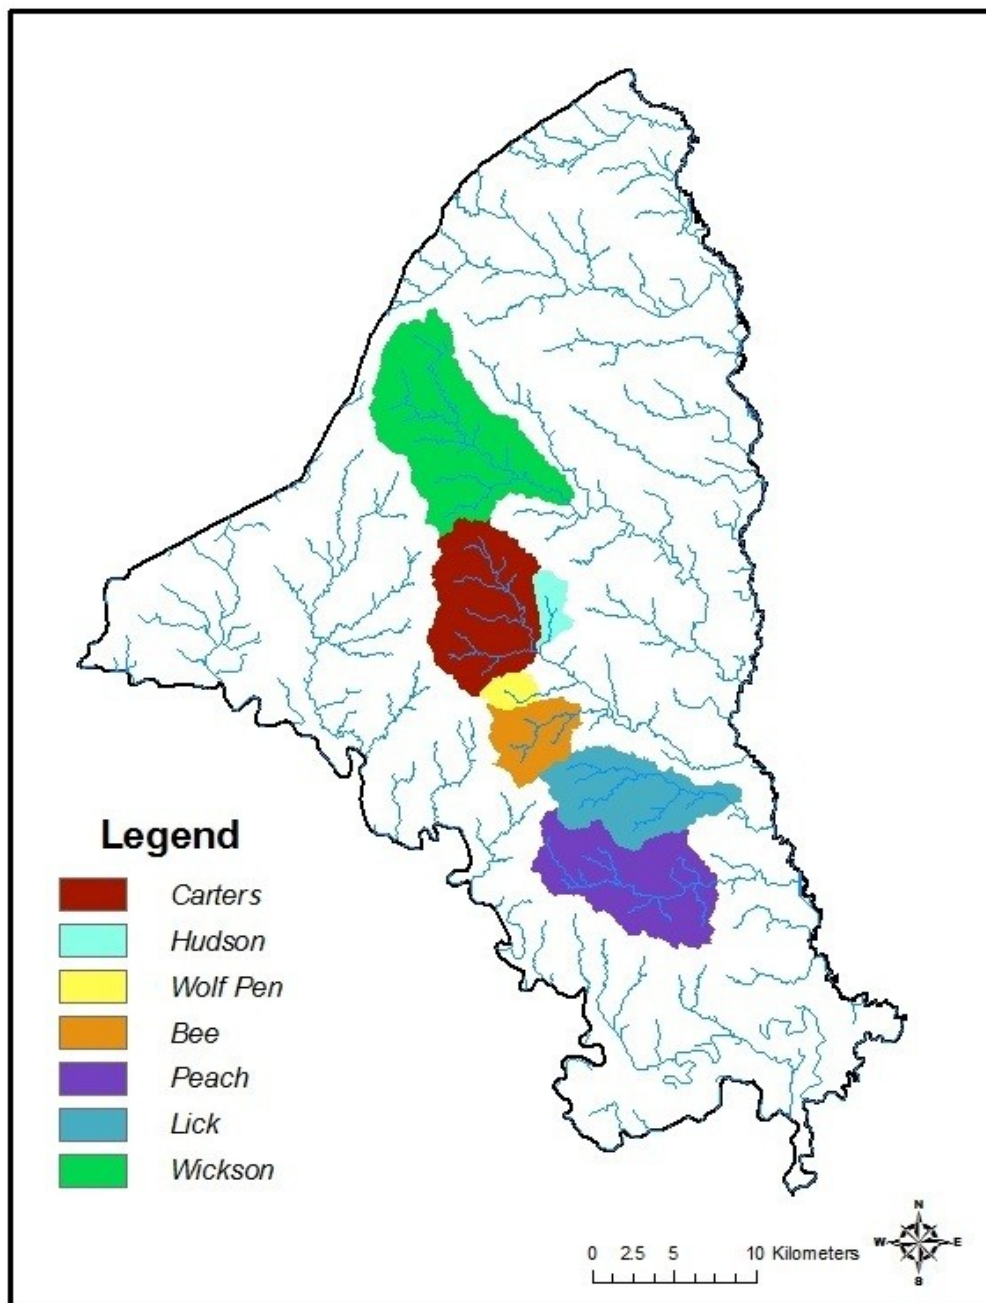 Legend
Carters
Hudson
Wolf Pen
Bee
Peach
Lick
Wickson
0 2.5 5 10 Kilometers
N
W E
S